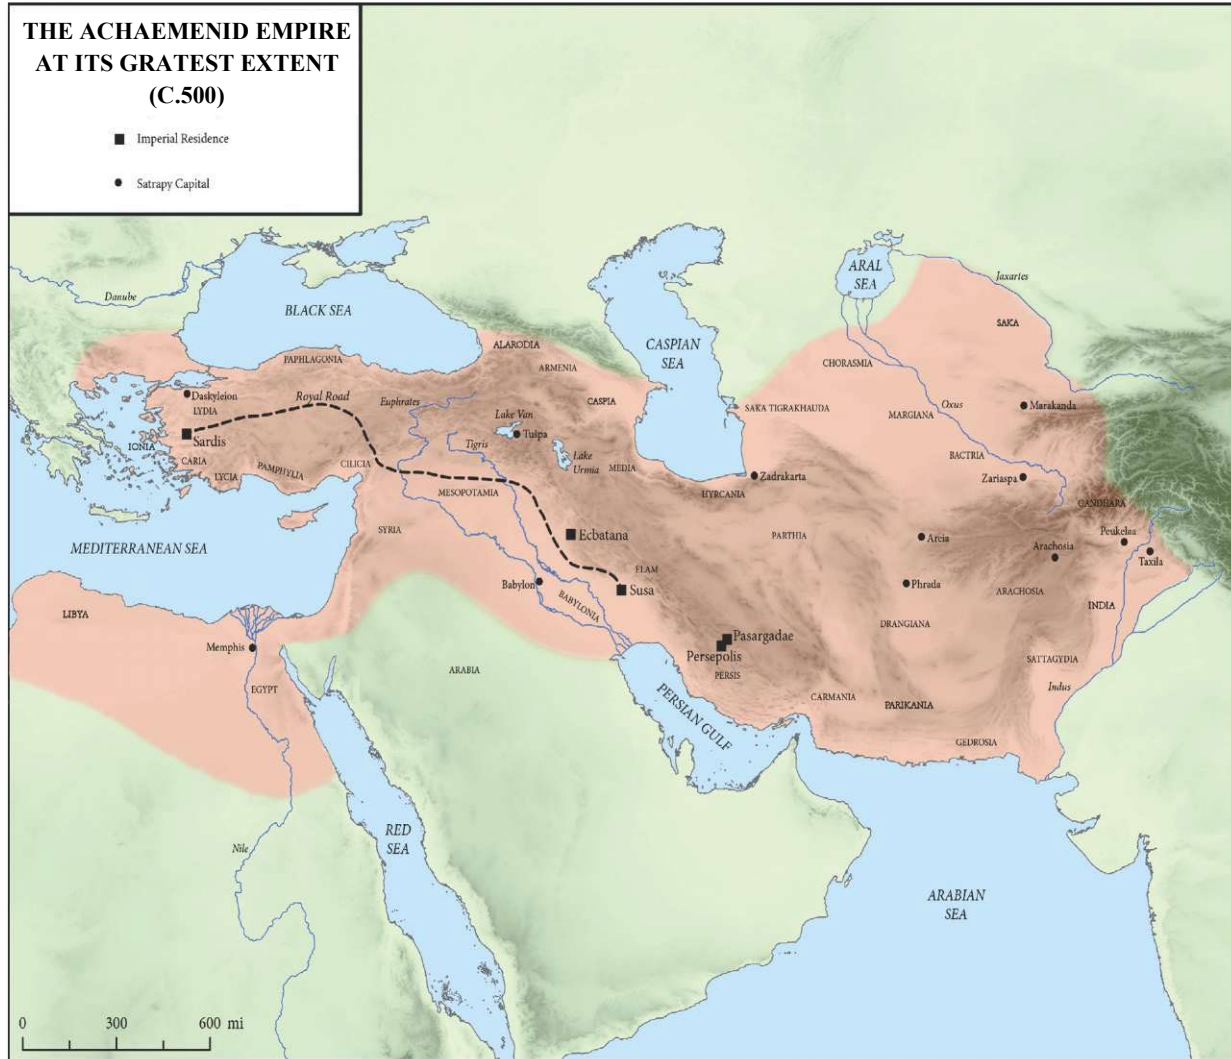 THE ACHAEMENID EMPIRE
AT ITS GRATEST EXTENT
(C.500)
Imperial Residence
Satrapy Capital
Danube
BLACK SEA
CASPIAN
SEA
ARAL
SEA
Jaxartes
SAKA
PAPHLAGONIA
ALARODIA
ARMENIA
CHORASMIA
Daskyleion
LYDIA
Royal Road
Euphrates
CASPIA
SAKA TIGRAKHAUDA
MARGIANA
Oxus
Marakanda
Sardis
IONIA
Lake Van
Tušpa
Tigris
Lake
Urmia
CARIA
LYCIA
PAMPHYLIA
CILICIA
MEDIA
BACTRIA
Zadrakarta
Zariaspa
MESOPOTAMIA
HYRCANIA
GANDHARA
SYRIA
Ecbatana
PARTHIA
Areia
Peukelaa
MEDITERRANEAN SEA
Arachosia
Taxila
ELAM
Babylon
Susa
Phrada
ARACHOSIA
BABYLONIA
INDIA
LIBYA
DRANGIANA
Memphis
Pasargadae
Persepolis
PERSIS
ARABIA
SATTAGYDIA
EGYPT
Indus
CARMANIA
PARIKANIA
PERSIAN GULF
GEDROSIA
RED
SEA
Nile
ARABIAN
SEA
0 300 600 mi